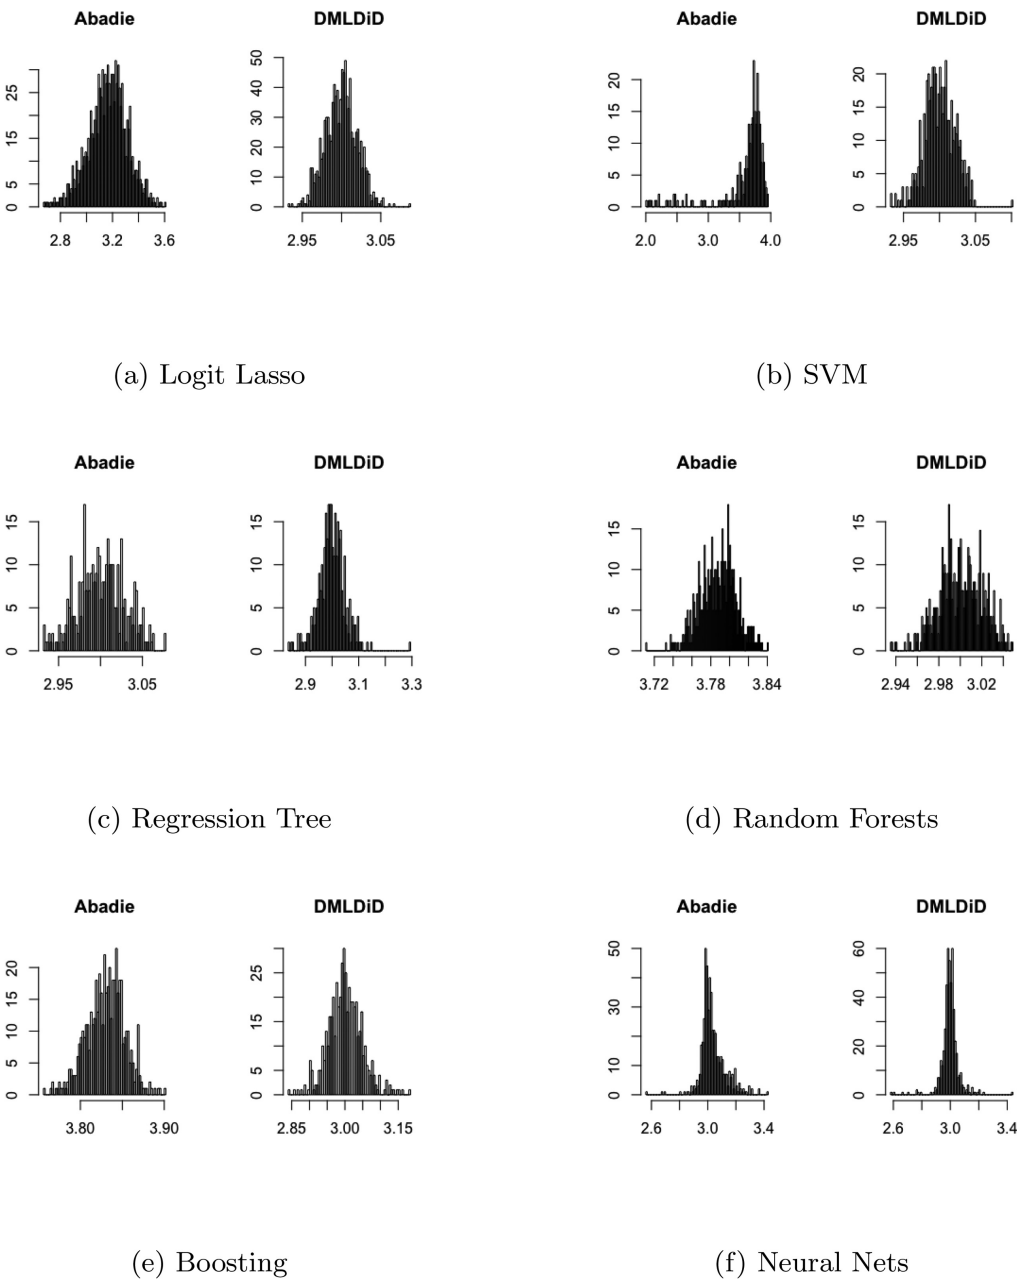 Abadie DMLDiD Abadie DMLDiD
5 15 25 0 10 20 30 40 50 0 5 10 15 20 0 5 10 15 20
0
2.8 3.2 3.6 2.95 3.05 2.0 3.0 4.0 2.95 3.05
(a) Logit Lasso (b) SVM
Abadie DMLDiD Abadie DMLDiD
0 5 10 15 0 5 10 15 0 5 10 15 0 5 10 15
2.95 3.05 2.9 3.1 3.3 3.72 3.78 3.84 2.94 2.98 3.02
(c) Regression Tree (d) Random Forests
Abadie DMLDiD Abadie DMLDiD
0 5 10 15 20 0 5 15 25 0 10 30 50 0 20 40 60
3.80 3.90 2.85 3.00 3.15 2.6 3.0 3.4 2.6 3.0 3.4
(e) Boosting (f) Neural Nets